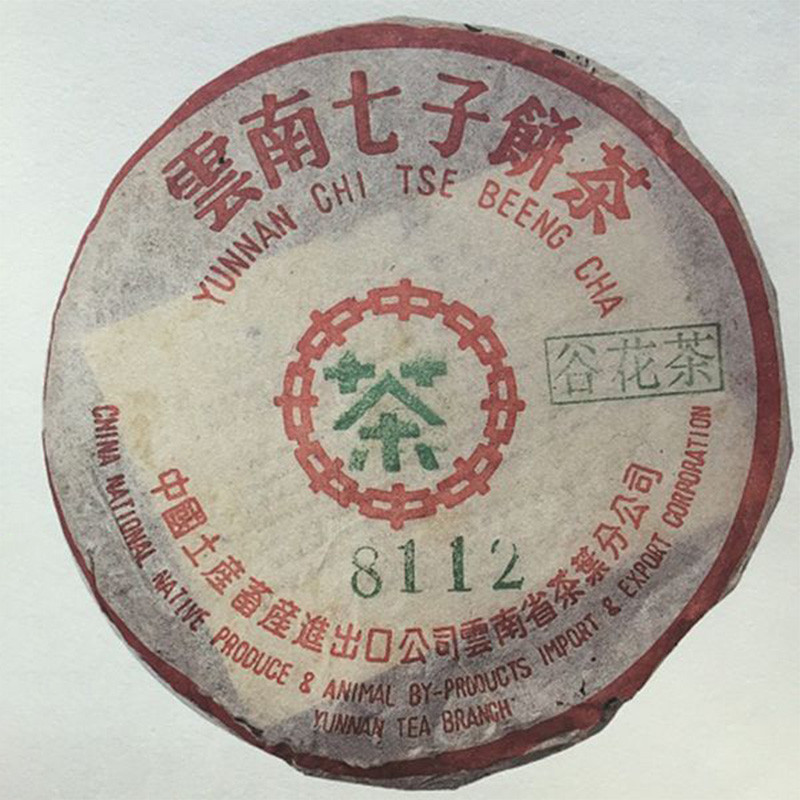 雲南七子餅茶
YUNNAN CHI TSE BEENG CHA
茶
谷花茶
8112
中國土産畜産進出口公司雲南省茶葉分公司
CHINA NATIONAL NATIVE PRODUCE & ANIMAL BY-PRODUCTS IMPORT & EXPORT CORPORATION
YUNNAN TEA BRANCH